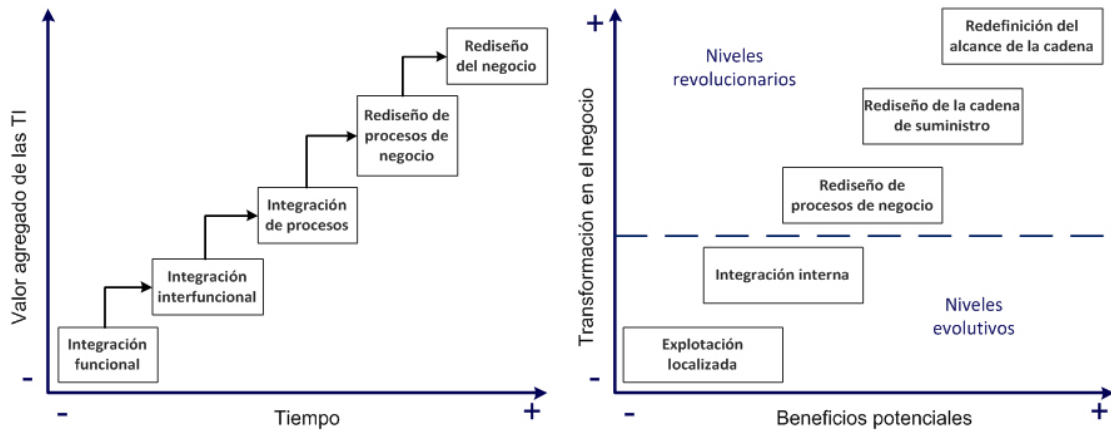 Valor agregado de las TI
Rediseño
del negocio
Rediseño de
procesos de
negocio
Integración
de procesos
Integración
interfuncional
Integración
funcional
-
-
Tiempo
+
+
Transformación en el negocio
Niveles
revolucionarios
Redefinición del
alcance de la cadena
Rediseño de la cadena
de suministro
Rediseño de
procesos de negocio
Integración interna
Niveles
evolutivos
Explotación
localizada
-
-
Beneficios potenciales
+